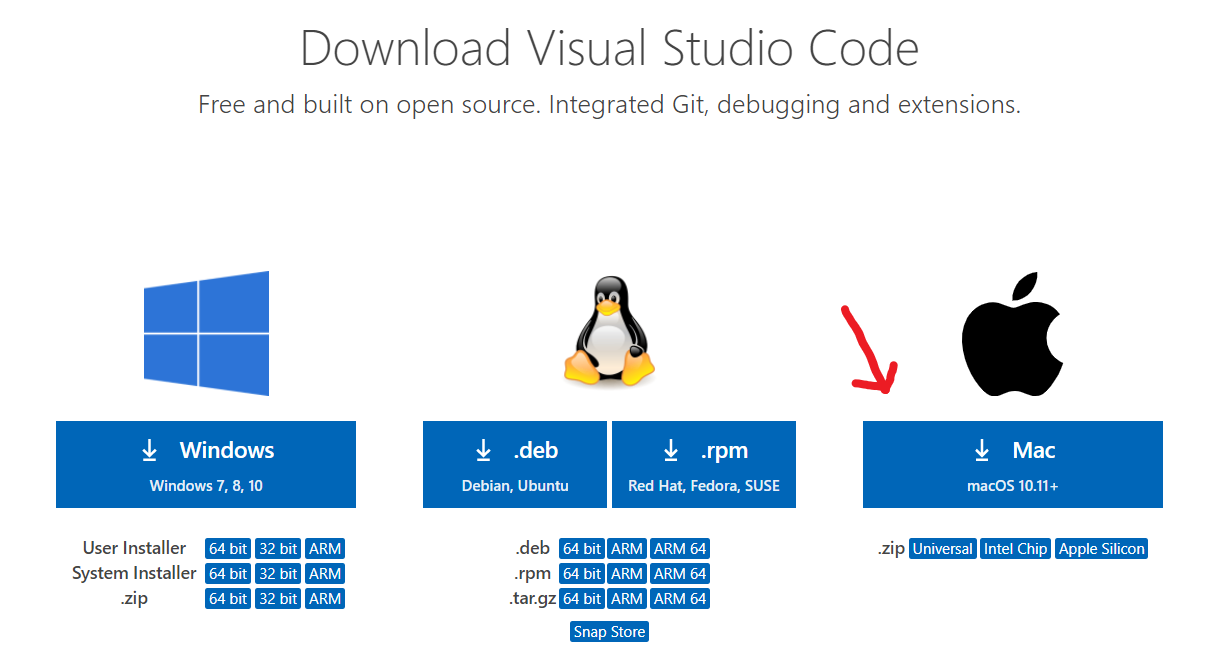 Download Visual Studio Code
Free and built on open source. Integrated Git, debugging and extensions.
Windows
Windows 7, 8, 10
User Installer 64 bit 32 bit ARM
System Installer 64 bit 32 bit ARM
.zip 64 bit 32 bit ARM
.deb
Debian, Ubuntu
.rpm
Red Hat, Fedora, SUSE
.deb 64 bit ARM ARM 64
.rpm 64 bit ARM ARM 64
.tar.gz 64 bit ARM ARM 64
Snap Store
Mac
macOS 10.11+
.zip Universal Intel Chip Apple Silicon